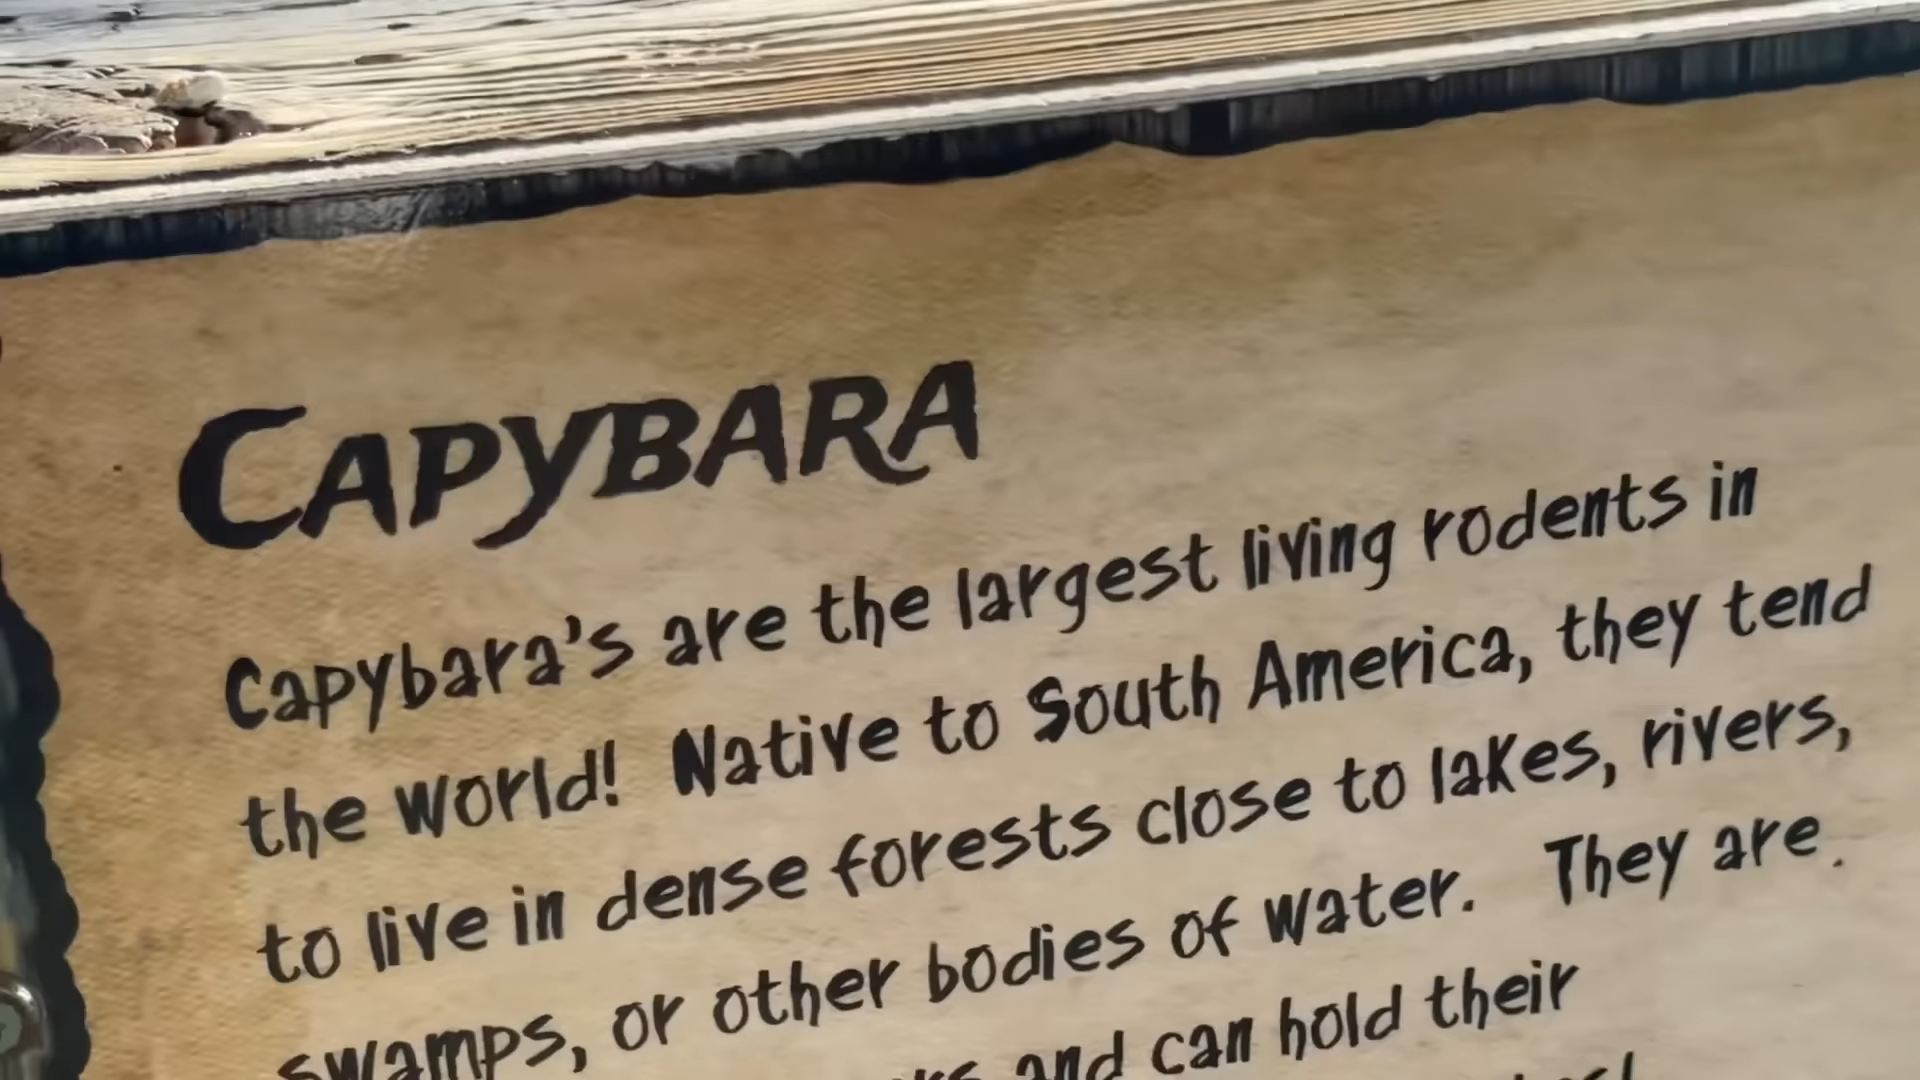 CAPYBARA
Capybara's are the largest living rodents in
the world! Native to South America, they tend
to live in dense forests close to lakes, rivers,
swamps, or other bodies of water. They are
and can hold their